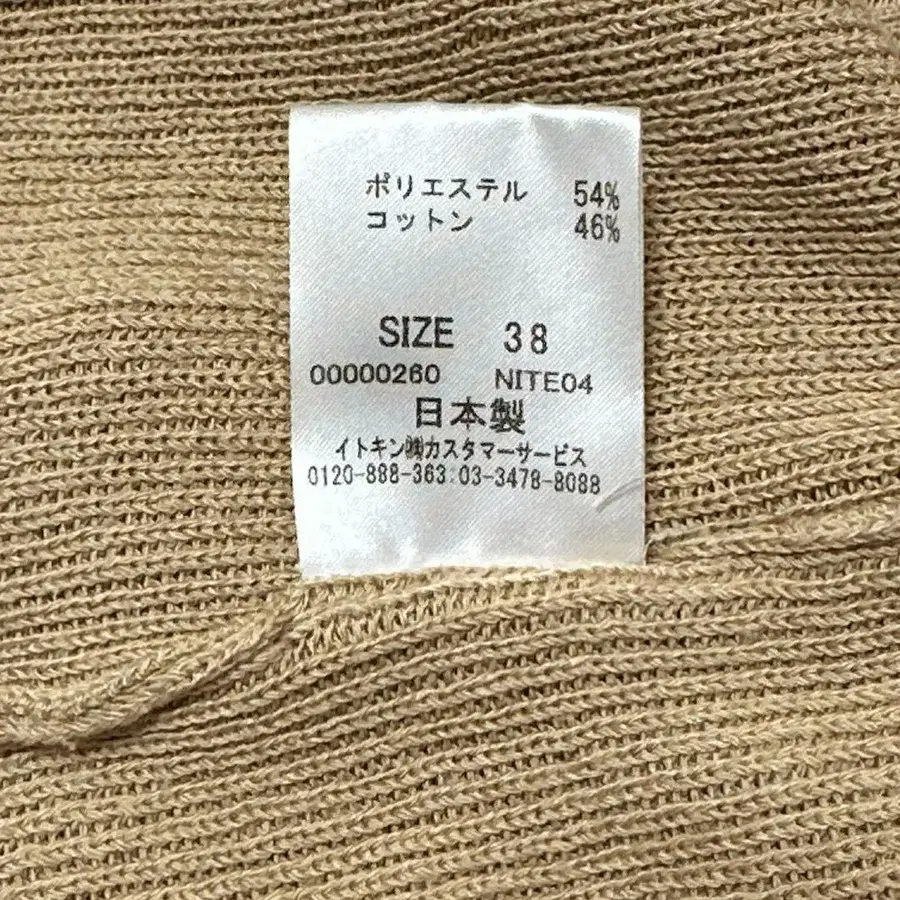 ポリエステル 54%
コットン 46%
SIZE 38
00000260 NITE04
日本製
イトキン㈱カスタマーサービス
0120-888-363:03-3478-8088